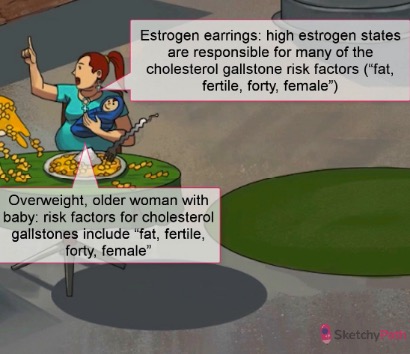 Estrogen earrings: high estrogen states
are responsible for many of the
cholesterol gallstone risk factors (“fat,
fertile, forty, female”)
Overweight, older woman with
baby: risk factors for cholesterol
gallstones include “fat, fertile,
forty, female”
SketchyPath